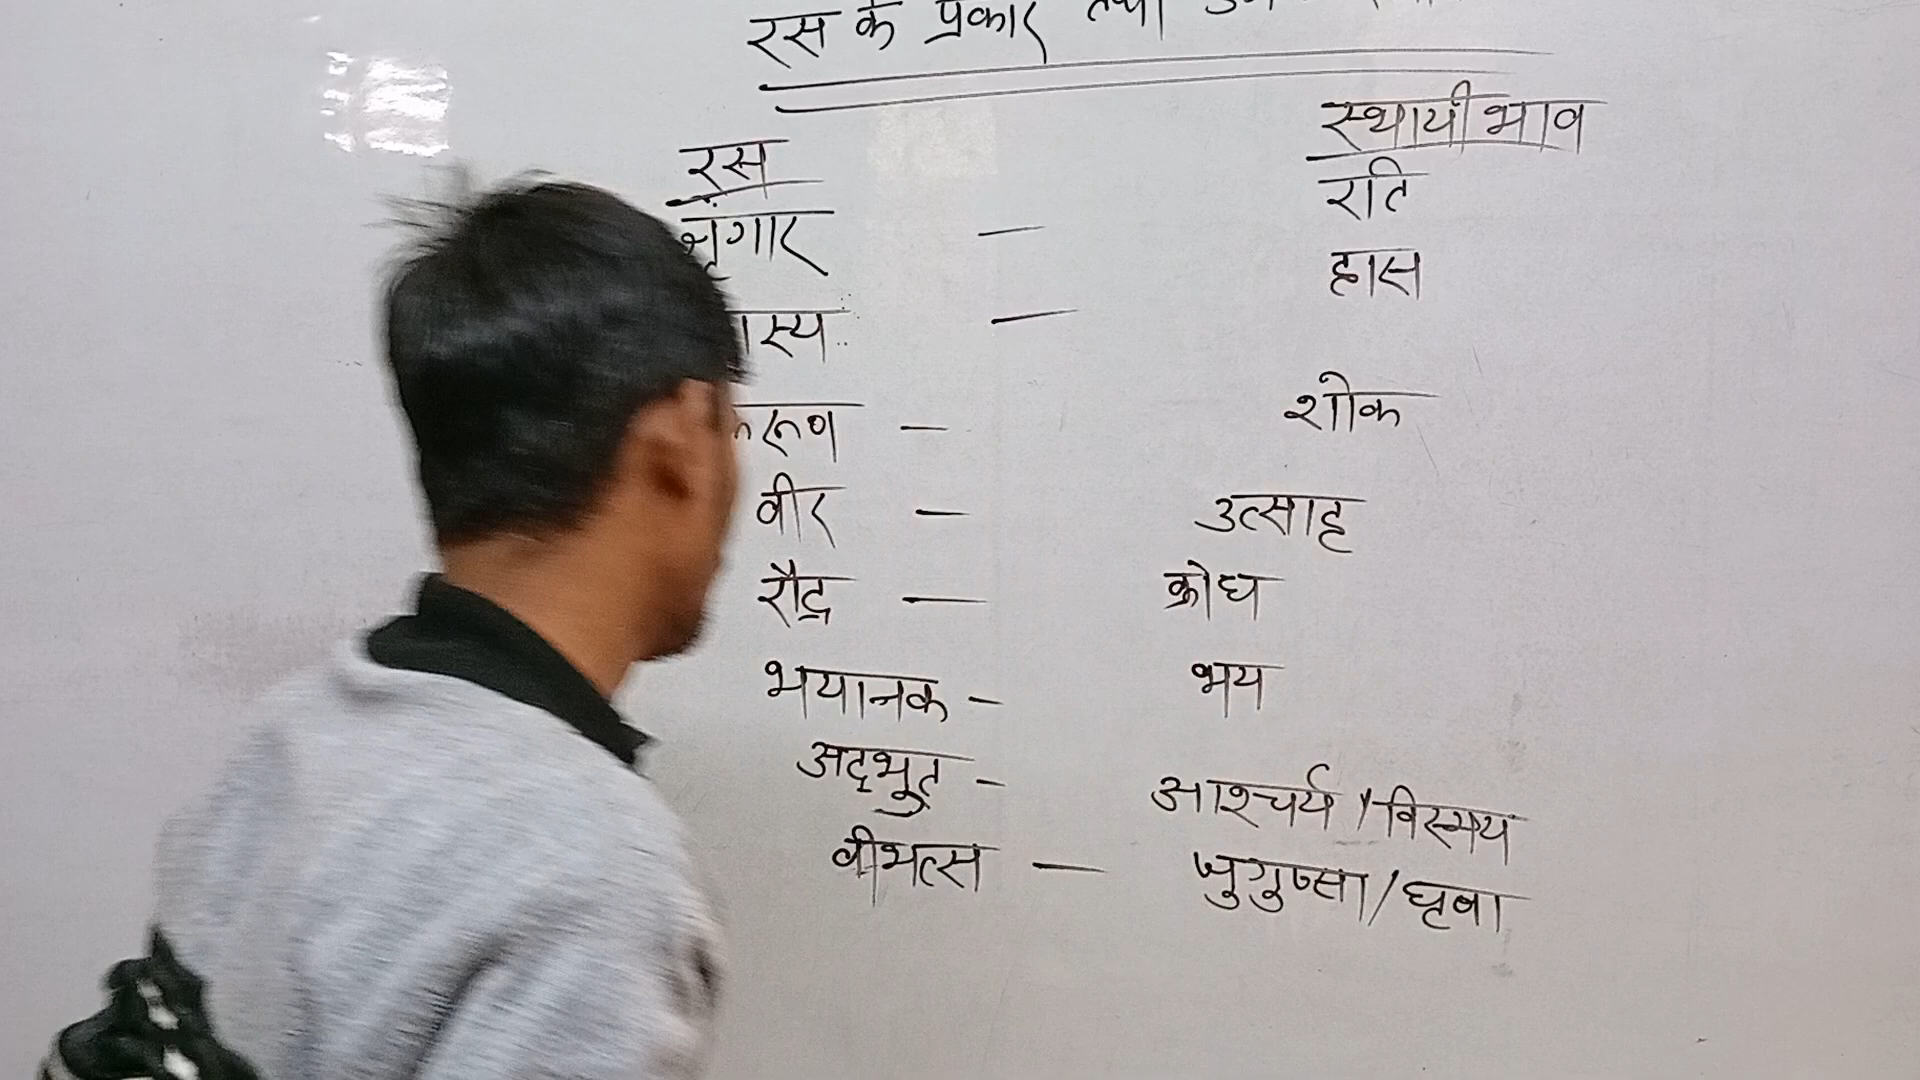 रस के प्रकार तथा
रस स्थायी भाव
श्रृंगार — रति
हास्य — हास
करूण — शोक
वीर — उत्साह
रौद्र — क्रोध
भयानक - भय
अद्भुत - आश्चर्य / विस्मय
वीभत्स — जुगुप्सा / घृणा